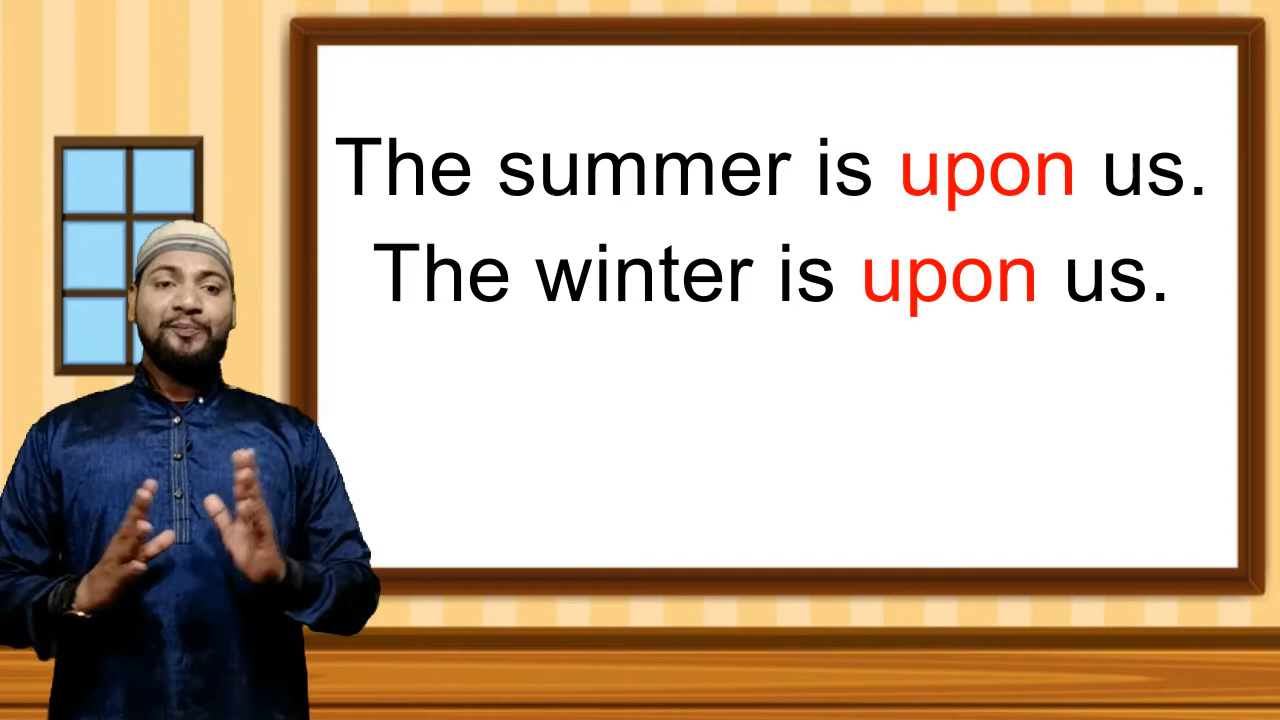 The summer is upon us.
The winter is upon us.